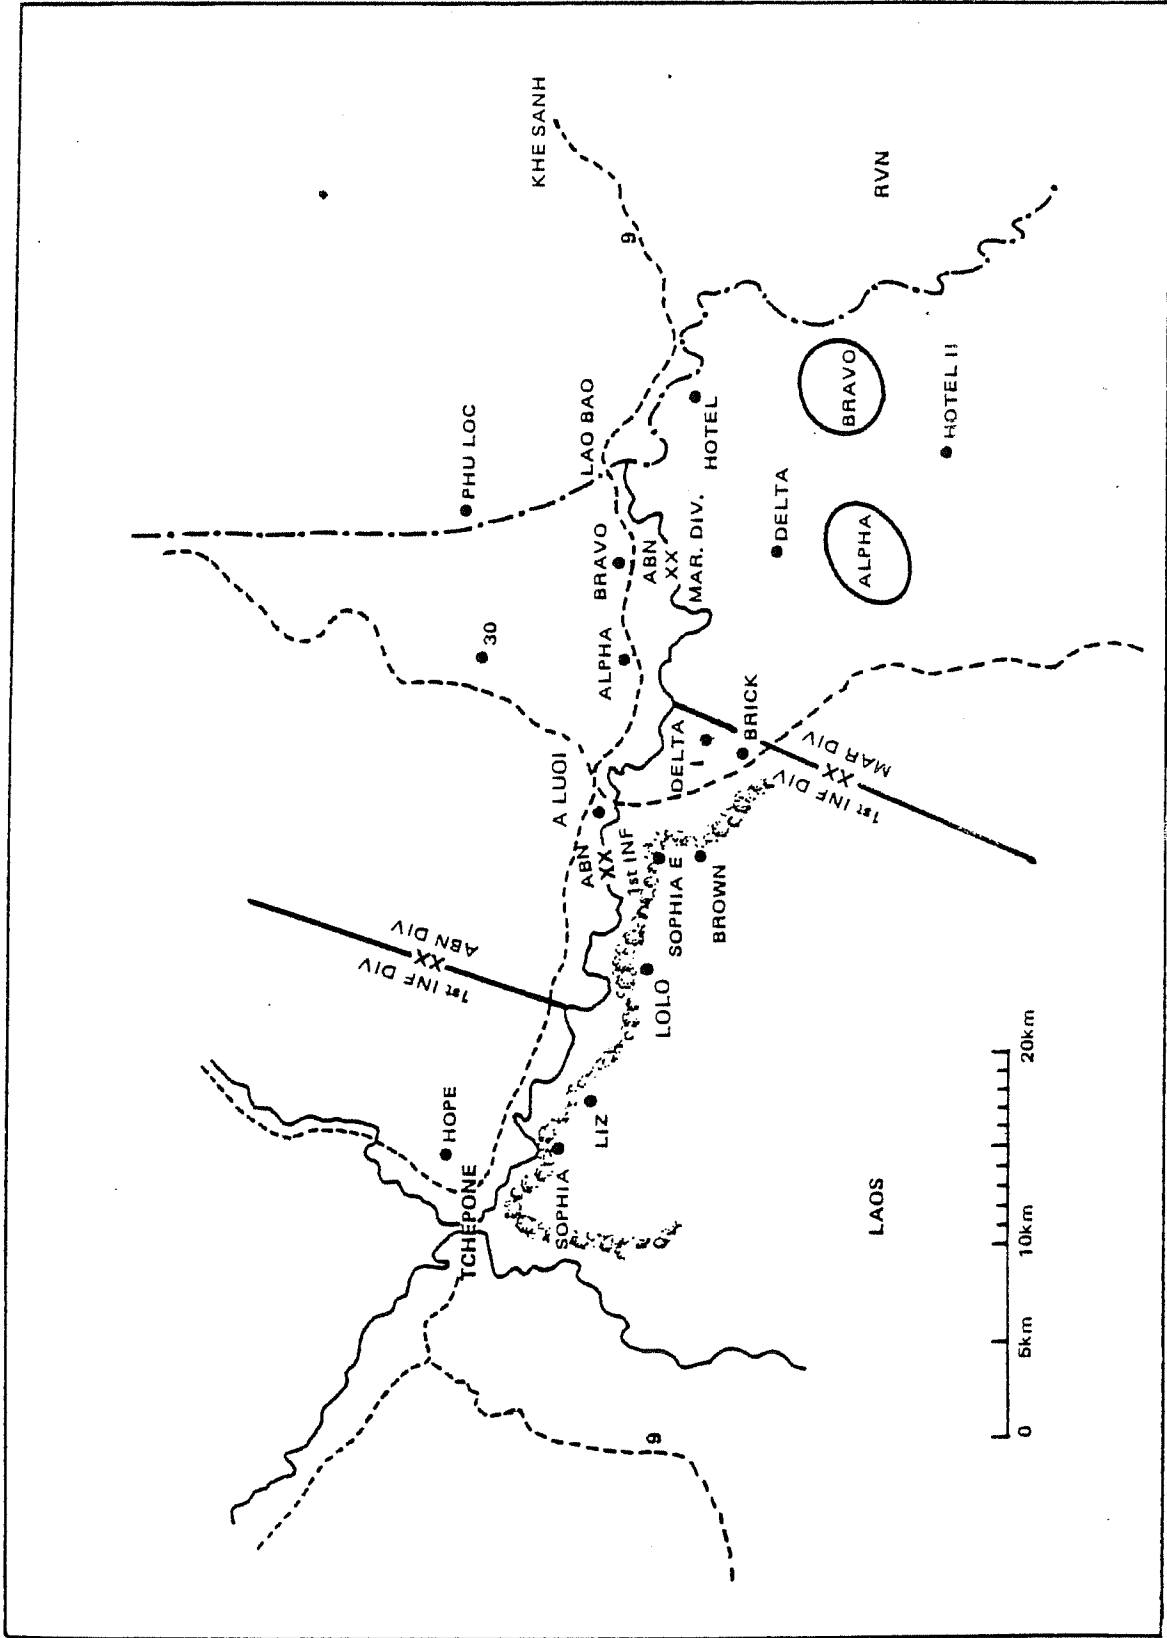 KHE SANH
9
RVN
PHU LOC
LAO BAO
HOTEL
BRAVO
HOTEL II
30
BRAVO
ABN
XX
MAR. DIV.
DELTA
ALPHA
ALPHA
A LUOI
DELTA
I
BRICK
ABN
XX
1st INF
SOPHIA E
BROWN
MAR DIV
XX
1st INF DIV
ABN DIV
XX
1st INF DIV
LOLO
HOPE
LIZ
TCHEPONE
SOPHIA
LAOS
9
0
5km
10km
20km